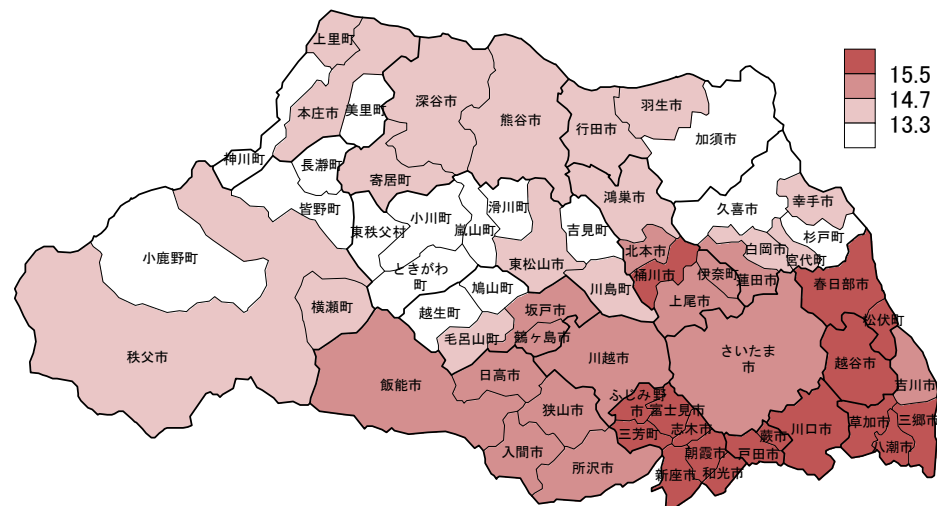 上里町
15.5
14.7
13.3
深谷市
羽生市
本庄市
美里町
熊谷市
行田市
加須市
神川町
長瀞町
寄居町
鴻巣市
幸手市
皆野町
小川町
滑川町
久喜市
東秩父村
嵐山町
吉見町
杉戸町
小鹿野町
東松山市
北本市
白岡市
宮代町
ときがわ
町
桶川市
伊奈町
蓮田市
春日部市
鳩山町
川島町
横瀬町
越生町
坂戸市
上尾市
松伏町
毛呂山町
鶴ヶ島市
秩父市
川越市
さいたま
市
越谷市
飯能市
日高市
吉川市
ふじみ野
市
狭山市
富士見市
三芳町
志木市
蕨市
川口市
草加市
三郷市
入間市
朝霞市
戸田市
八潮市
所沢市
新座市
和光市